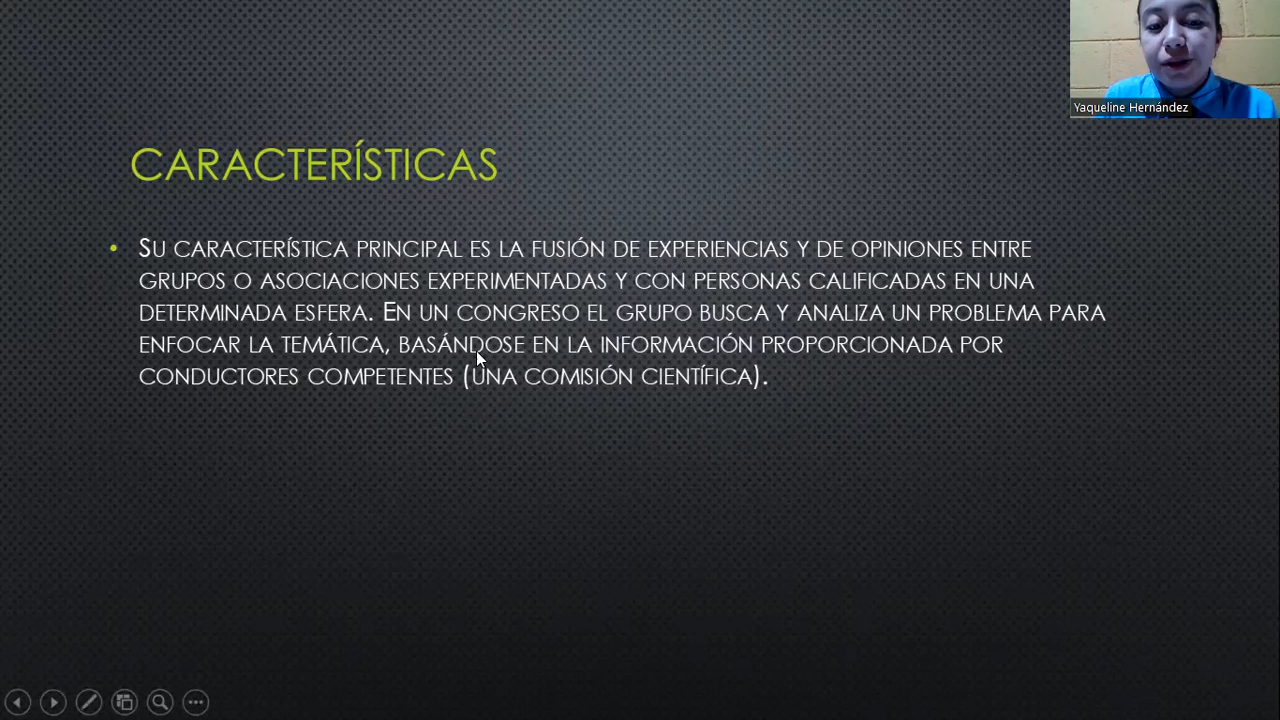 Yaqueline Hernández
CARACTERÍSTICAS
• SU CARACTERÍSTICA PRINCIPAL ES LA FUSIÓN DE EXPERIENCIAS Y DE OPINIONES ENTRE
GRUPOS O ASOCIACIONES EXPERIMENTADAS Y CON PERSONAS CALIFICADAS EN UNA
DETERMINADA ESFERA. EN UN CONGRESO EL GRUPO BUSCA Y ANALIZA UN PROBLEMA PARA
ENFOCAR LA TEMÁTICA, BASÁNDOSE EN LA INFORMACIÓN PROPORCIONADA POR
CONDUCTORES COMPETENTES (UNA COMISIÓN CIENTÍFICA).